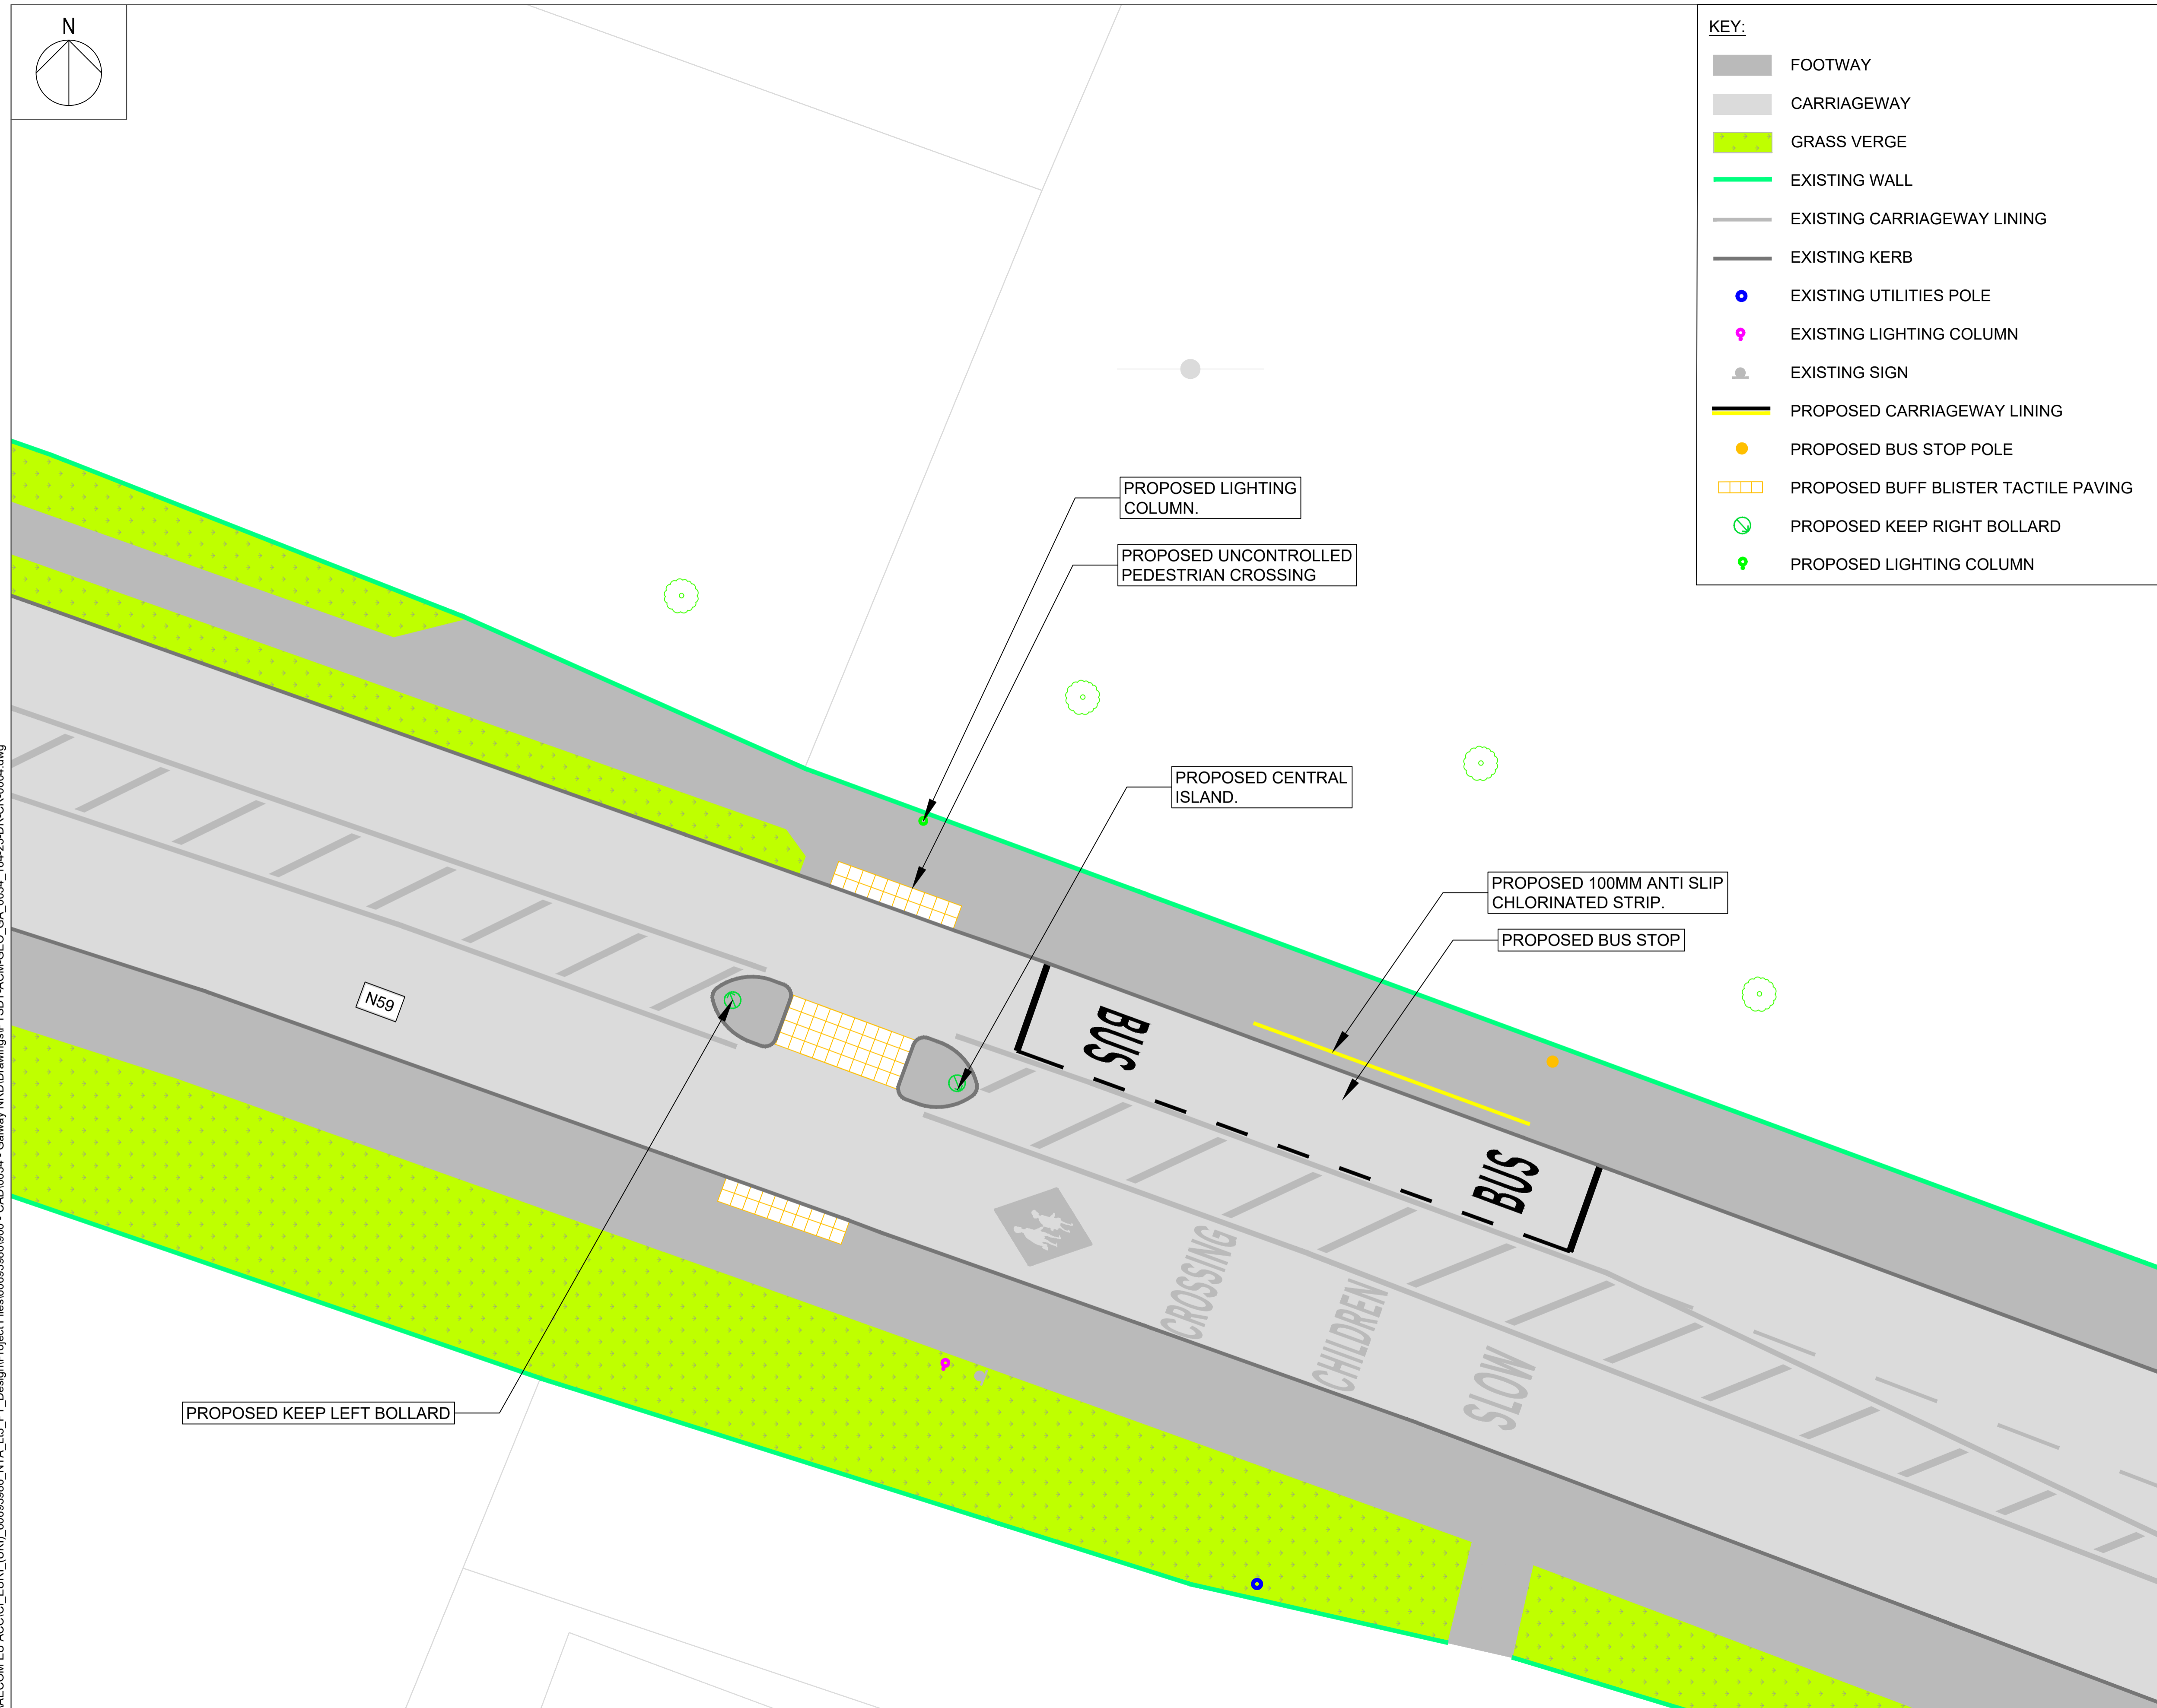 N
KEY:
FOOTWAY
CARRIAGEWAY
GRASS VERGE
EXISTING WALL
EXISTING CARRIAGEWAY LINING
EXISTING KERB
EXISTING UTILITIES POLE
EXISTING LIGHTING COLUMN
EXISTING SIGN
PROPOSED CARRIAGEWAY LINING
PROPOSED BUS STOP POLE
PROPOSED BUFF BLISTER TACTILE PAVING
PROPOSED KEEP RIGHT BOLLARD
PROPOSED LIGHTING COLUMN
PROPOSED LIGHTING
COLUMN.
PROPOSED UNCONTROLLED
PEDESTRIAN CROSSING
PROPOSED CENTRAL
ISLAND.
PROPOSED 100MM ANTI SLIP
CHLORINATED STRIP.
PROPOSED BUS STOP
N59
BUS
BUS
CROSSING
CHILDREN
SLOW
PROPOSED KEEP LEFT BOLLARD